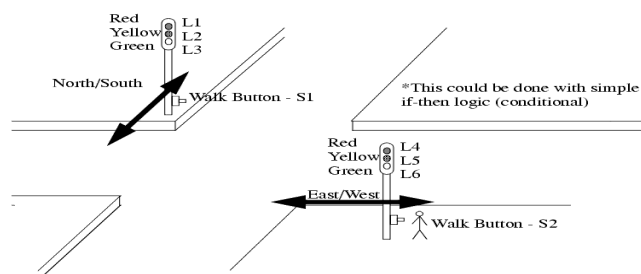 Red L1
Yellow L2
Green L3
North/South
Walk Button - S1
*This could be done with simple
if-then logic (conditional)
Red L4
Yellow L5
Green L6
East/West
Walk Button - S2